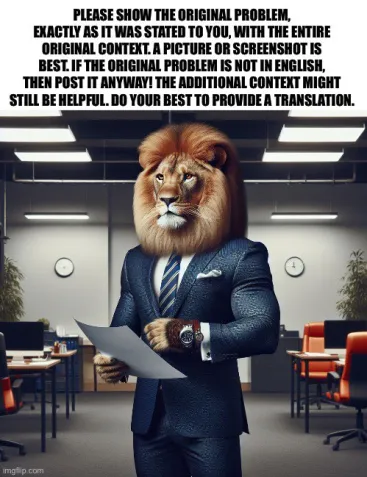 PLEASE SHOW THE ORIGINAL PROBLEM,
EXACTLY AS IT WAS STATED TO YOU, WITH THE ENTIRE
ORIGINAL CONTEXT. A PICTURE OR SCREENSHOT IS
BEST. IF THE ORIGINAL PROBLEM IS NOT IN ENGLISH,
THEN POST IT ANYWAY! THE ADDITIONAL CONTEXT MIGHT
STILL BE HELPFUL. DO YOUR BEST TO PROVIDE A TRANSLATION.
imgflip.com